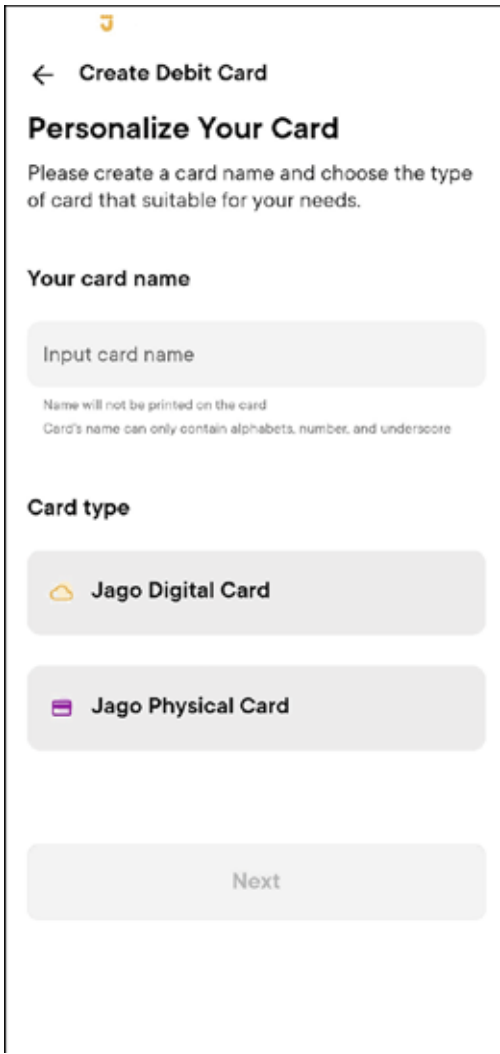 J
Create Debit Card
Personalize Your Card
Please create a card name and choose the type
of card that suitable for your needs.
Your card name
Input card name
Name will not be printed on the card
Card's name can only contain alphabets, number, and underscore
Card type
Jago Digital Card
Jago Physical Card
Next